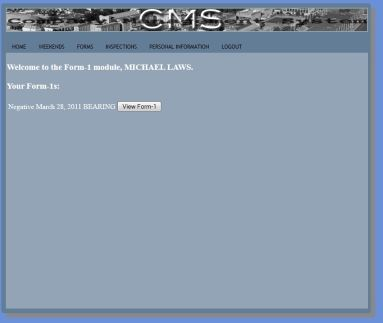 CMS
HOME WEEKENDS FORMS INSPECTIONS PERSONAL INFORMATION LOGOUT
Welcome to the Form-1 module, MICHAEL LAWS.
Your Form-1s:
Negative March 28, 2011 BEARING View Form-1